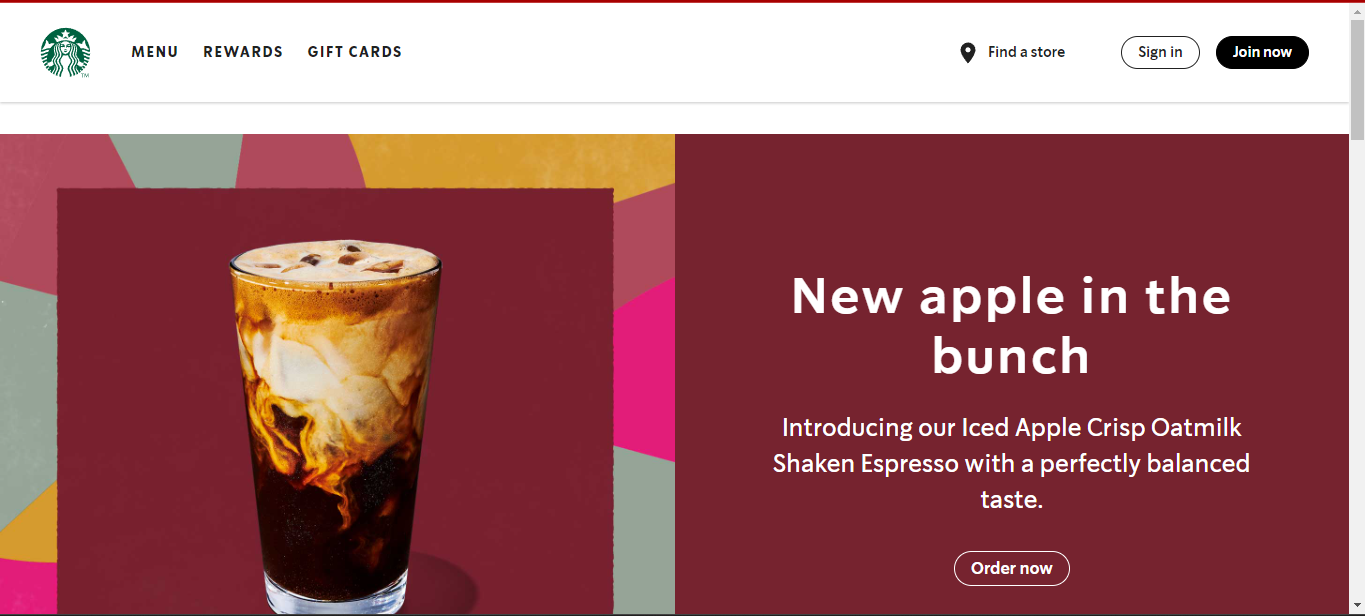 MENU REWARDS GIFT CARDS Find a store Sign in Join now
TM
New apple in the
bunch
Introducing our Iced Apple Crisp Oatmilk
Shaken Espresso with a perfectly balanced
taste.
Order now